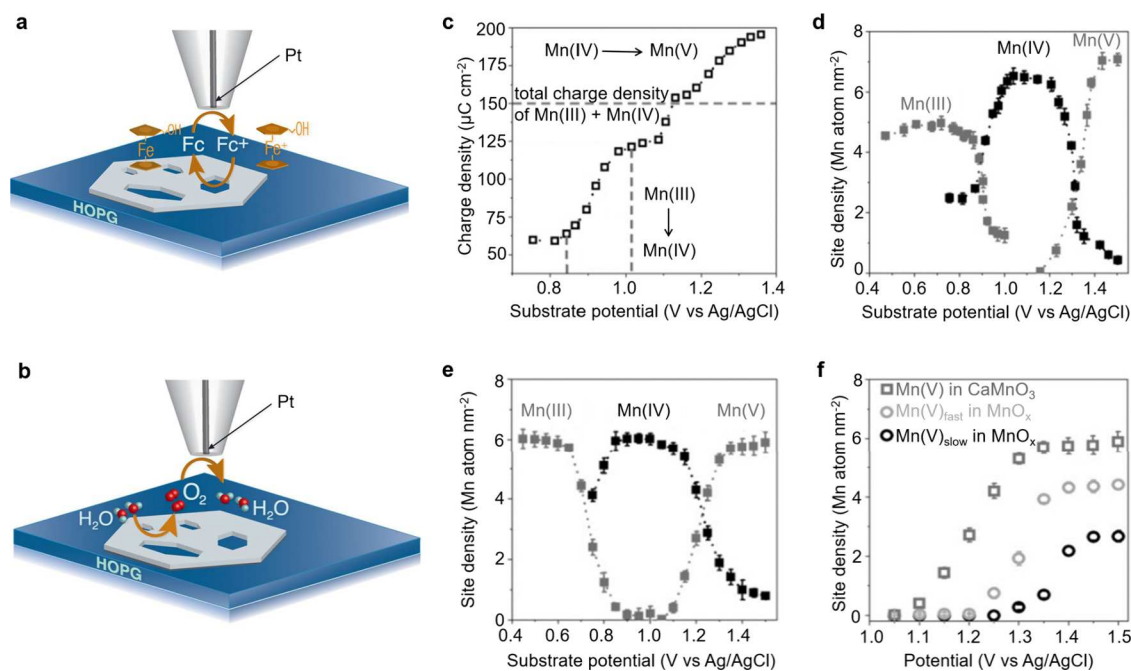 a
Pt
OH
Fe
Fc
Fc+
OH
Fe+
HOPG
b
Pt
H₂O
O₂
H₂O
HOPG
c
Charge density (µC cm⁻²)
200
175
150
125
100
75
50
Mn(IV) → Mn(V)
total charge density
of Mn(III) + Mn(IV)
Mn(III)
↓
Mn(IV)
0.8 1.0 1.2 1.4
Substrate potential (V vs Ag/AgCl)
d
Site density (Mn atom nm⁻²)
8
6
4
2
0
Mn(III)
Mn(IV)
Mn(V)
0.4 0.6 0.8 1.0 1.2 1.4
Substrate potential (V vs Ag/AgCl)
e
Site density (Mn atom nm⁻²)
8
6
4
2
0
Mn(III) Mn(IV) Mn(V)
0.4 0.6 0.8 1.0 1.2 1.4
Substrate potential (V vs Ag/AgCl)
f
Site density (Mn atom nm⁻²)
8
6
4
2
0
Mn(V) in CaMnO₃
Mn(V)fast in MnOₓ
Mn(V)slow in MnOₓ
1.0 1.1 1.2 1.3 1.4 1.5
Potential (V vs Ag/AgCl)